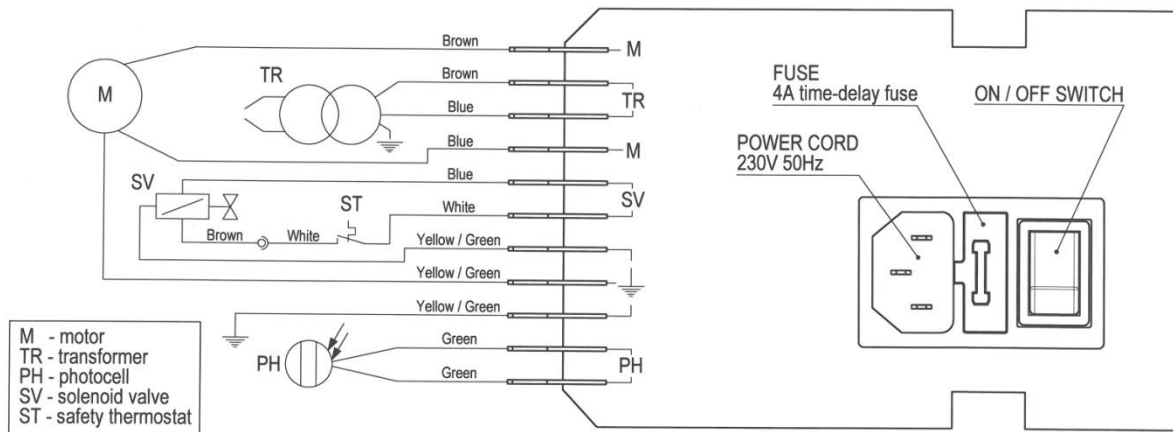 Brown
M
TR
Brown
TR
Blue
M
Blue
M
SV
Blue
SV
ST
White
Brown
White
Yellow / Green
Yellow / Green
Yellow / Green
Green
PH
PH
Green
M - motor
TR - transformer
PH - photocell
SV - solenoid valve
ST - safety thermostat
FUSE
4A time-delay fuse
ON / OFF SWITCH
POWER CORD
230V 50Hz